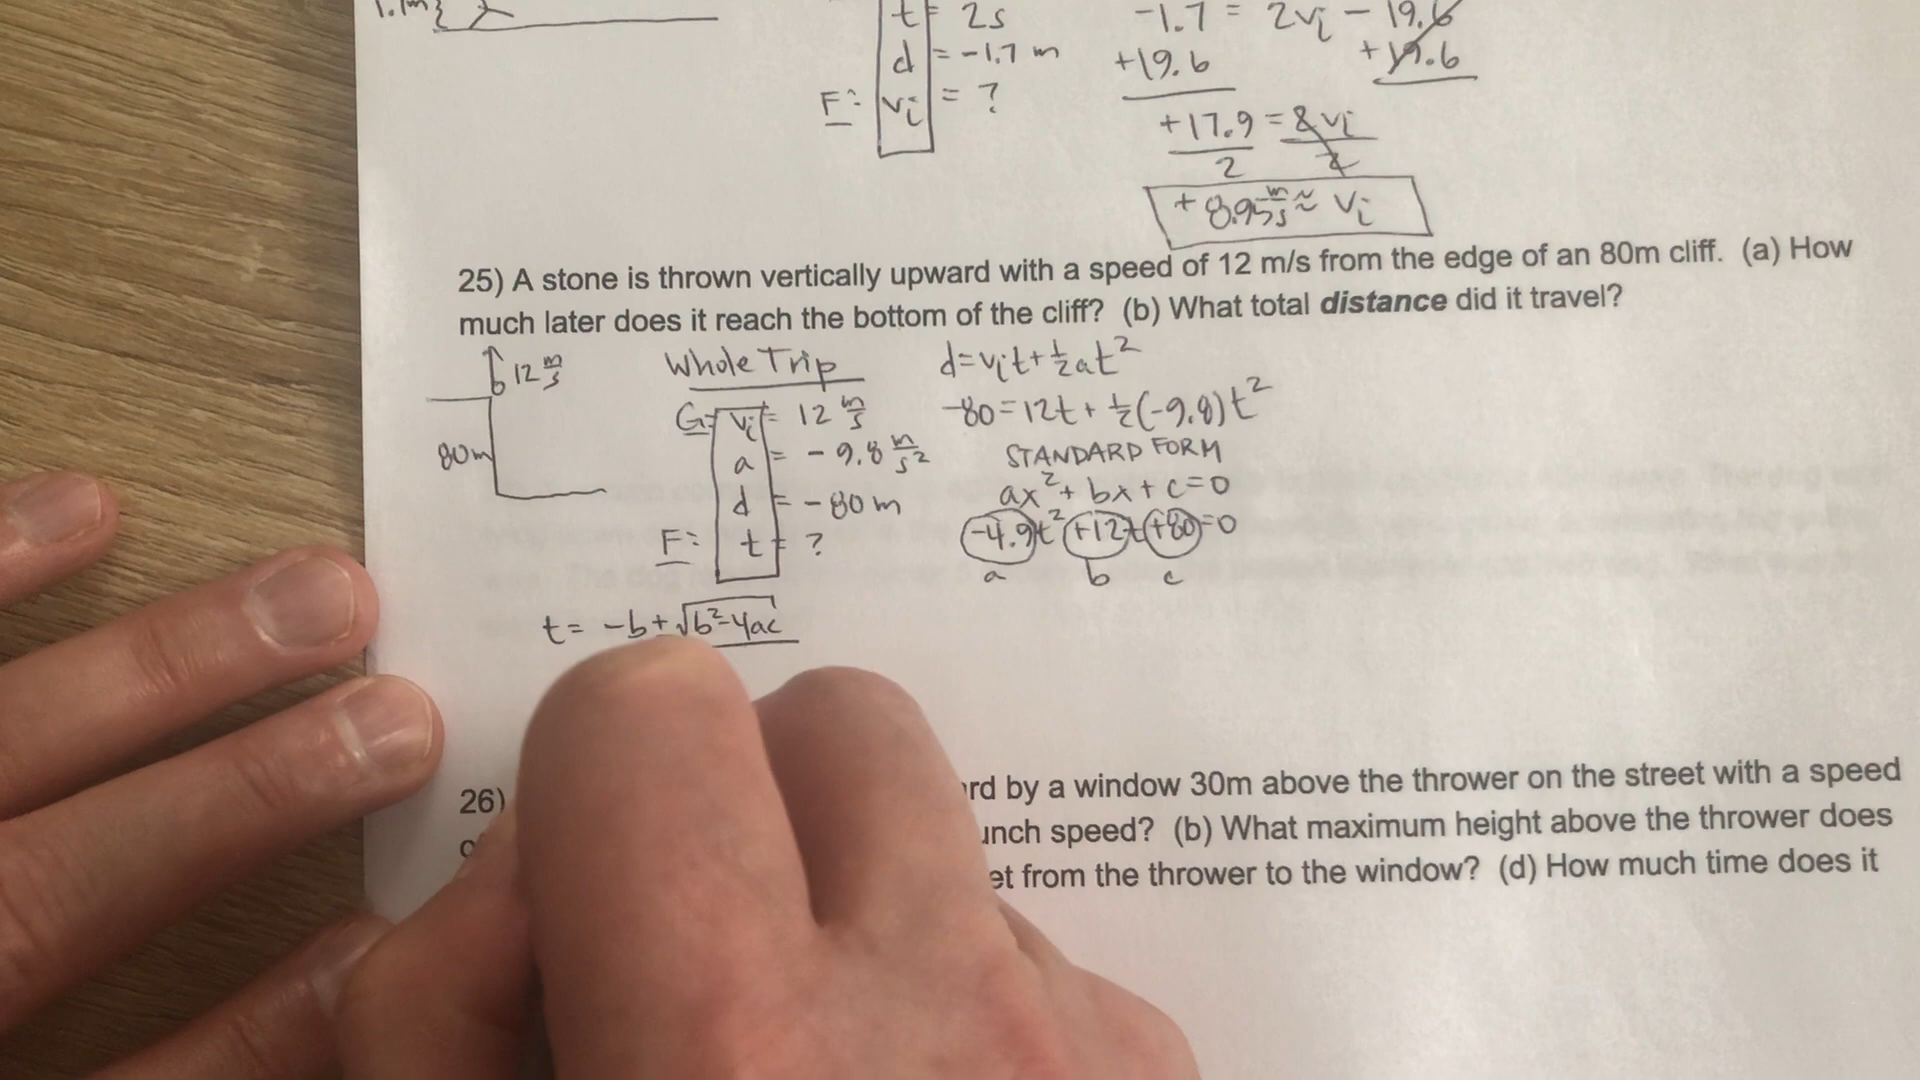 1.1m
t = 2s
d = -1.7 m
F: vi = ?
-1.7 = 2vi - 19.6
+19.6 +19.6
+17.9 = 2vi
2 2
+8.95 m/s ≈ vi
25) A stone is thrown vertically upward with a speed of 12 m/s from the edge of an 80m cliff. (a) How
much later does it reach the bottom of the cliff? (b) What total distance did it travel?
12 m/s
80m
Whole Trip
G: vi = 12 m/s
a = -9.8 m/s²
d = -80 m
F: t = ?
d=vit+½at²
-80=12t+½(-9.8)t²
STANDARD FORM
ax²+bx+c=0
-4.9t²+12t+80=0
a b c
t= -b+√b²-4ac
26) rd by a window 30m above the thrower on the street with a speed
unch speed? (b) What maximum height above the thrower does
et from the thrower to the window? (d) How much time does it